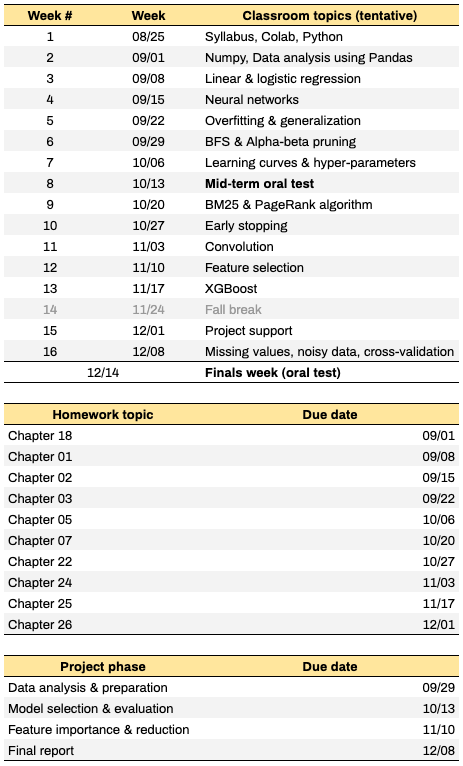 Week # Week Classroom topics (tentative)
1 08/25 Syllabus, Colab, Python
2 09/01 Numpy, Data analysis using Pandas
3 09/08 Linear & logistic regression
4 09/15 Neural networks
5 09/22 Overfitting & generalization
6 09/29 BFS & Alpha-beta pruning
7 10/06 Learning curves & hyper-parameters
8 10/13 Mid-term oral test
9 10/20 BM25 & PageRank algorithm
10 10/27 Early stopping
11 11/03 Convolution
12 11/10 Feature selection
13 11/17 XGBoost
14 11/24 Fall break
15 12/01 Project support
16 12/08 Missing values, noisy data, cross-validation
12/14 Finals week (oral test)
Homework topic Due date
Chapter 18 09/01
Chapter 01 09/08
Chapter 02 09/15
Chapter 03 09/22
Chapter 05 10/06
Chapter 07 10/20
Chapter 22 10/27
Chapter 24 11/03
Chapter 25 11/17
Chapter 26 12/01
Project phase Due date
Data analysis & preparation 09/29
Model selection & evaluation 10/13
Feature importance & reduction 11/10
Final report 12/08